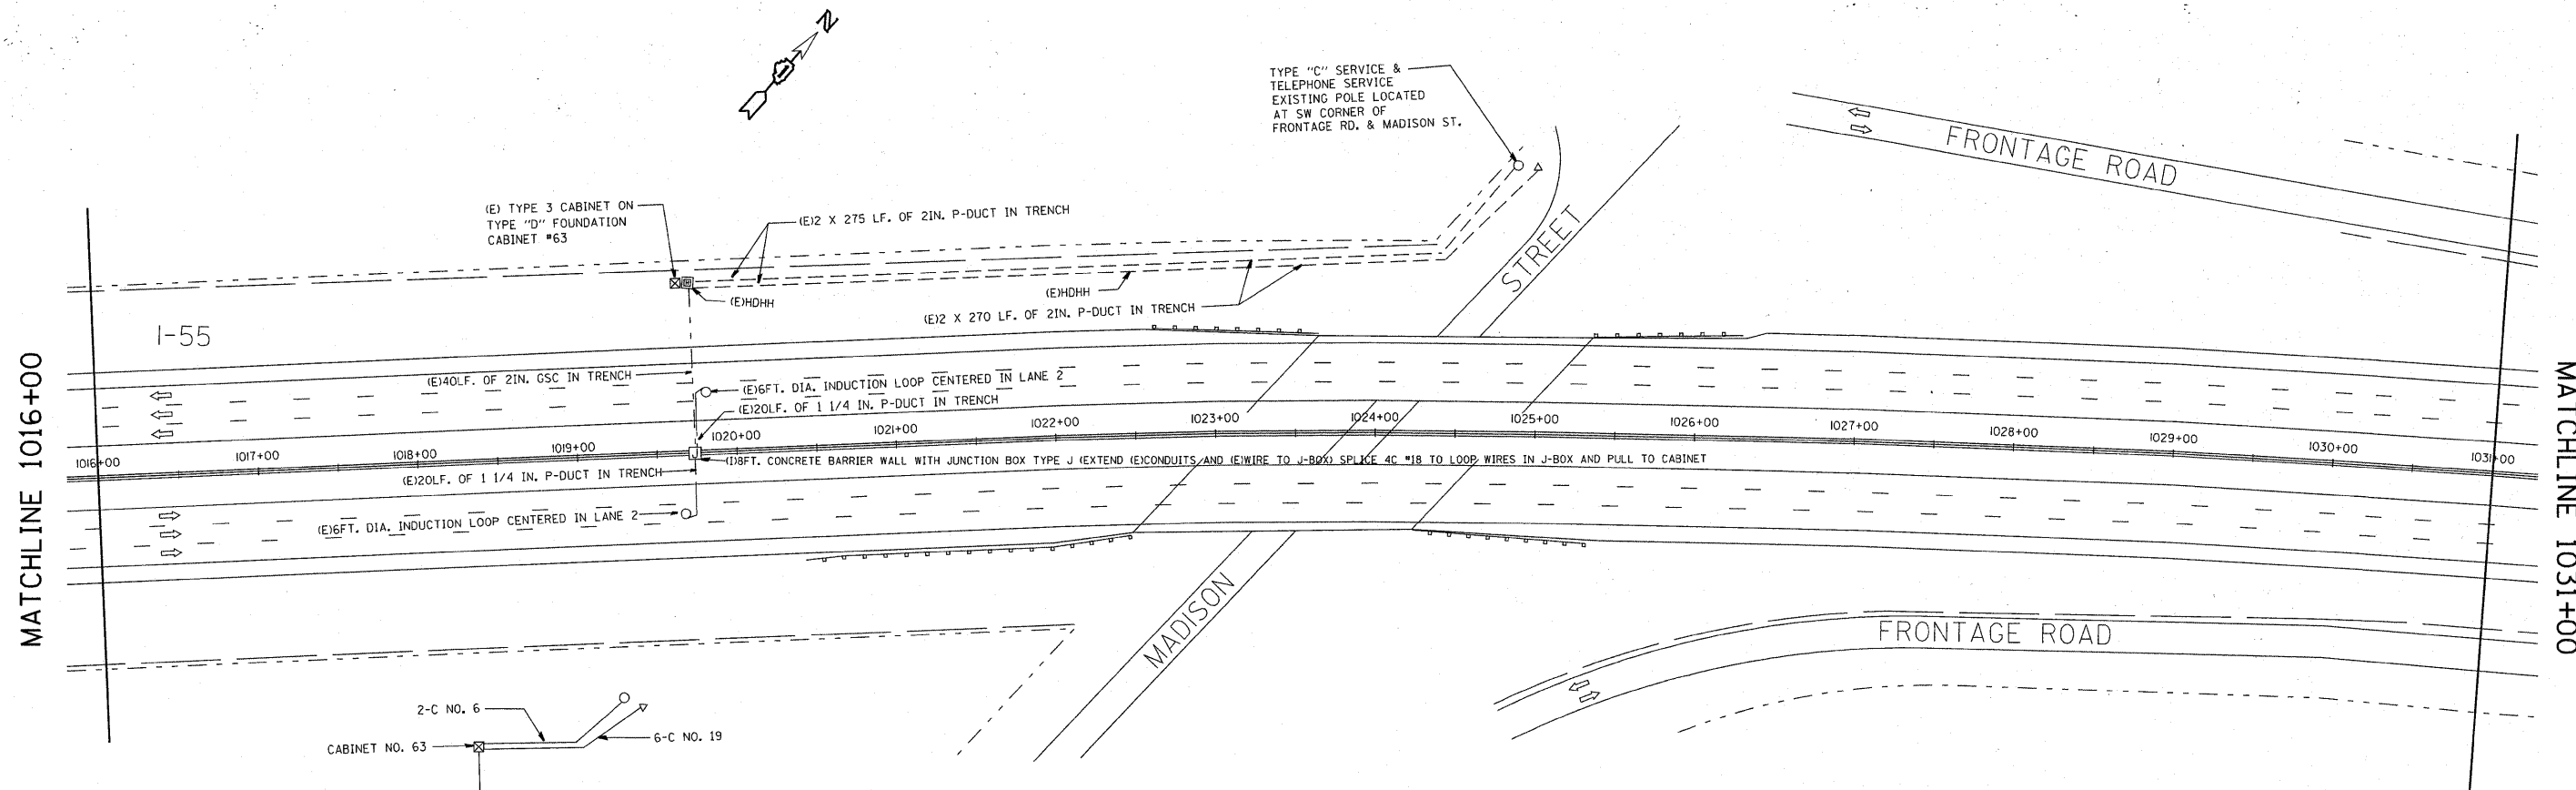 N
TYPE "C" SERVICE &
TELEPHONE SERVICE
EXISTING POLE LOCATED
AT SW CORNER OF
FRONTAGE RD. & MADISON ST.
FRONTAGE ROAD
(E) TYPE 3 CABINET ON
TYPE "D" FOUNDATION
CABINET #63
(E)2 X 275 LF. OF 2IN. P-DUCT IN TRENCH
STREET
(E)HDHH
(E)HDHH
(E)2 X 270 LF. OF 2IN. P-DUCT IN TRENCH
I-55
MATCHLINE 1016+00
MATCHLINE 1031+00
(E)40LF. OF 2IN. GSC IN TRENCH
(E)6FT. DIA. INDUCTION LOOP CENTERED IN LANE 2
(E)20LF. OF 1 1/4 IN. P-DUCT IN TRENCH
1016+00
1017+00
1018+00
1019+00
1020+00
1021+00
1022+00
1023+00
1024+00
1025+00
1026+00
1027+00
1028+00
1029+00
1030+00
1031+00
J
(I)8FT. CONCRETE BARRIER WALL WITH JUNCTION BOX TYPE J (EXTEND (E)CONDUITS AND (E)WIRE TO J-BOX) SPLICE 4C #18 TO LOOP WIRES IN J-BOX AND PULL TO CABINET
(E)20LF. OF 1 1/4 IN. P-DUCT IN TRENCH
(E)6FT. DIA. INDUCTION LOOP CENTERED IN LANE 2
MADISON
FRONTAGE ROAD
2-C NO. 6
CABINET NO. 63
6-C NO. 19